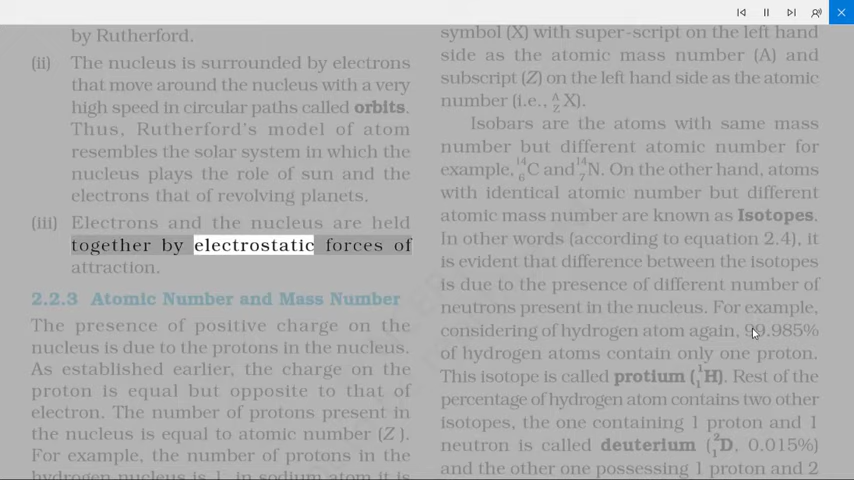 by Rutherford.
(ii) The nucleus is surrounded by electrons
that move around the nucleus with a very
high speed in circular paths called orbits.
Thus, Rutherford's model of atom
resembles the solar system in which the
nucleus plays the role of sun and the
electrons that of revolving planets.
(iii) Electrons and the nucleus are held
together by electrostatic forces of
attraction.
2.2.3 Atomic Number and Mass Number
The presence of positive charge on the
nucleus is due to the protons in the nucleus.
As established earlier, the charge on the
proton is equal but opposite to that of
electron. The number of protons present in
the nucleus is equal to atomic number (Z ).
For example, the number of protons in the
hydrogen nucleus is 1, in sodium atom it is
symbol (X) with super-script on the left hand
side as the atomic mass number (A) and
subscript (Z) on the left hand side as the atomic
number (i.e., ᴬ_Z X).
Isobars are the atoms with same mass
number but different atomic number for
example, ¹⁴₆C and ¹⁴₇N. On the other hand, atoms
with identical atomic number but different
atomic mass number are known as Isotopes.
In other words (according to equation 2.4), it
is evident that difference between the isotopes
is due to the presence of different number of
neutrons present in the nucleus. For example,
considering of hydrogen atom again, 99.985%
of hydrogen atoms contain only one proton.
This isotope is called protium (¹₁H). Rest of the
percentage of hydrogen atom contains two other
isotopes, the one containing 1 proton and 1
neutron is called deuterium (²₁D, 0.015%)
and the other one possessing 1 proton and 2